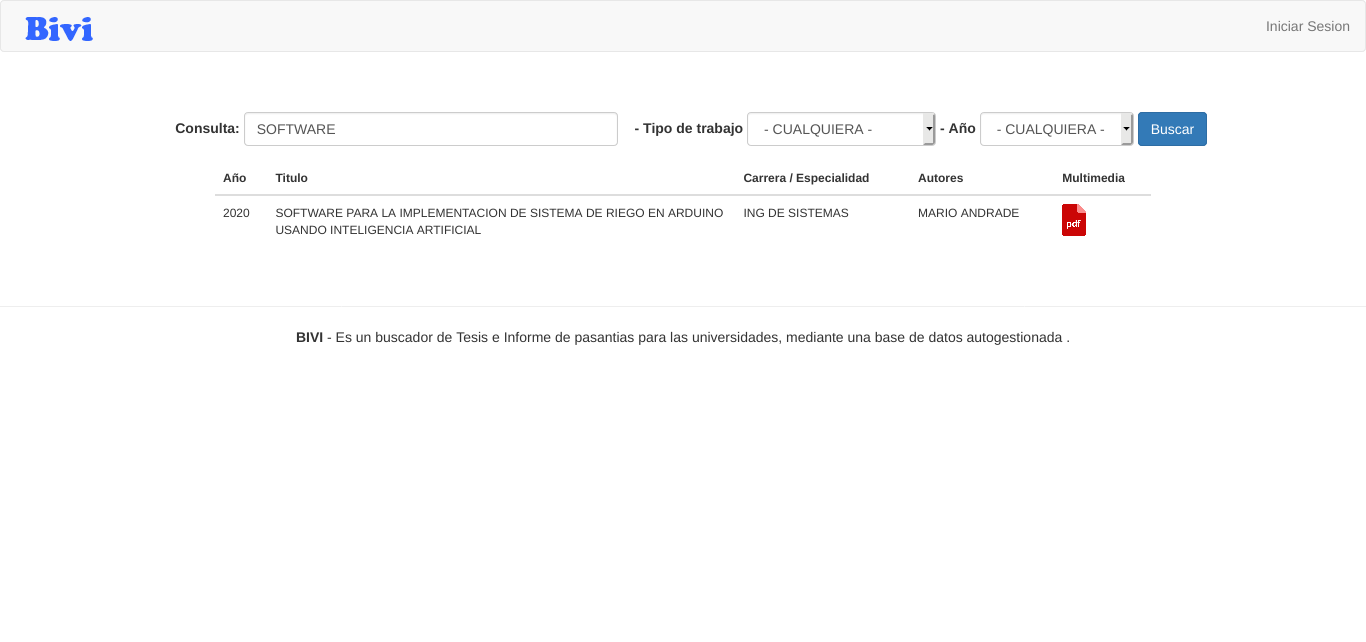 Bivi
Iniciar Sesion
Consulta: SOFTWARE - Tipo de trabajo - CUALQUIERA - - Año - CUALQUIERA - Buscar
Año Titulo Carrera / Especialidad Autores Multimedia
2020 SOFTWARE PARA LA IMPLEMENTACION DE SISTEMA DE RIEGO EN ARDUINO ING DE SISTEMAS MARIO ANDRADE pdf
USANDO INTELIGENCIA ARTIFICIAL
BIVI - Es un buscador de Tesis e Informe de pasantias para las universidades, mediante una base de datos autogestionada .